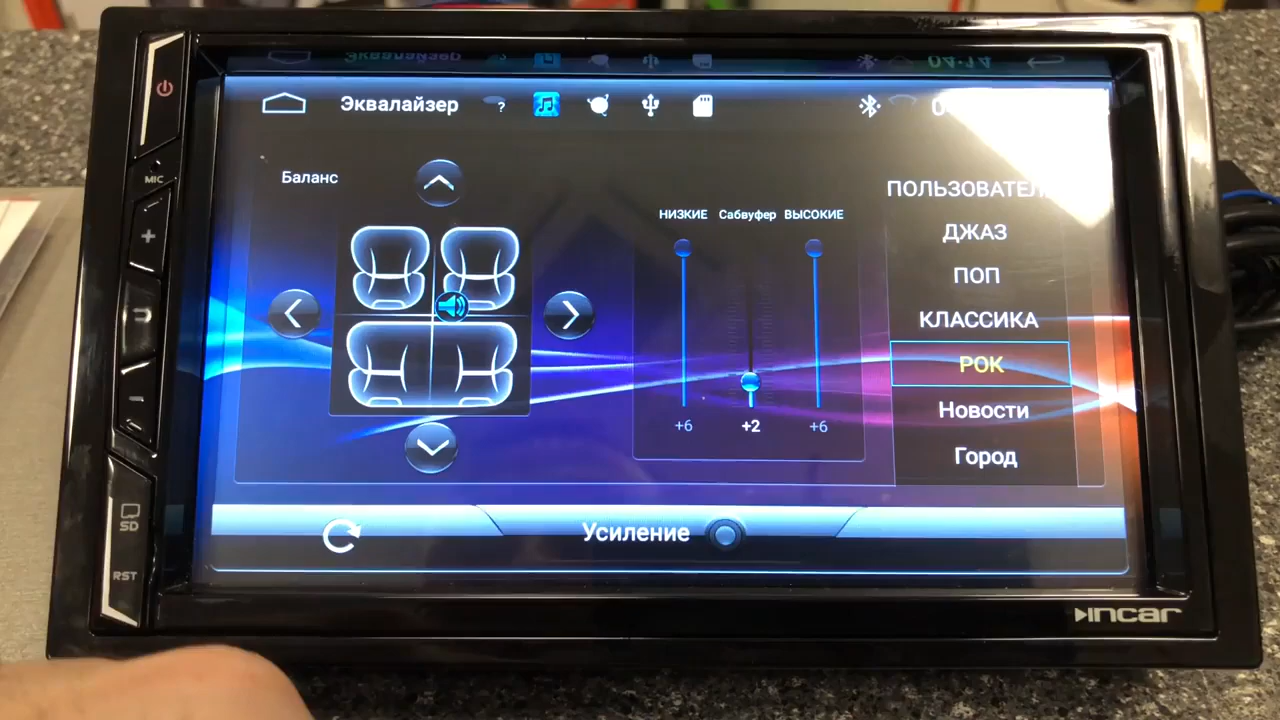 Эквалайзер
?
Баланс
MIC
НИЗКИЕ Сабвуфер ВЫСОКИЕ
+6 +2 +6
ДЖАЗ
ПОП
КЛАССИКА
РОК
Новости
Город
Усиление
SD
RST
incar